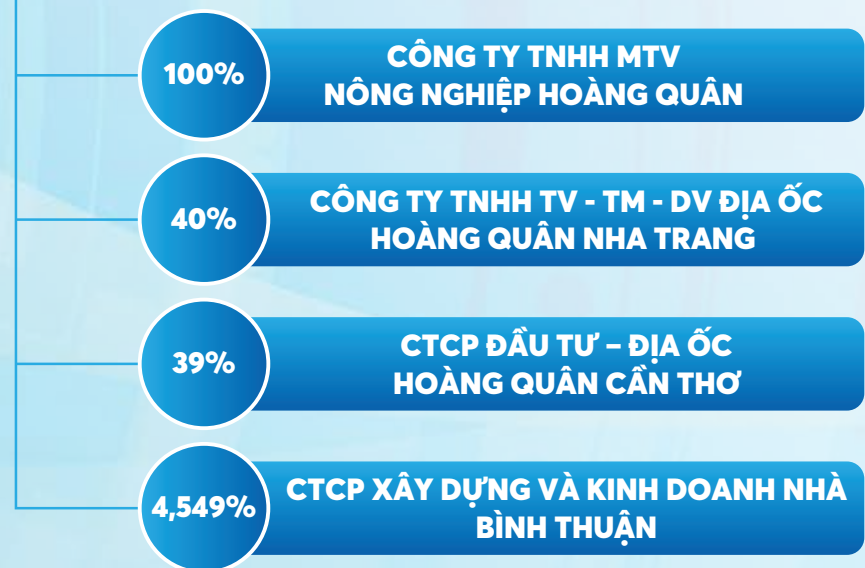 100%
CÔNG TY TNHH MTV
NÔNG NGHIỆP HOÀNG QUÂN
40%
CÔNG TY TNHH TV - TM - DV ĐỊA ỐC
HOÀNG QUÂN NHA TRANG
39%
CTCP ĐẦU TƯ – ĐỊA ỐC
HOÀNG QUÂN CẦN THƠ
4,549%
CTCP XÂY DỰNG VÀ KINH DOANH NHÀ
BÌNH THUẬN